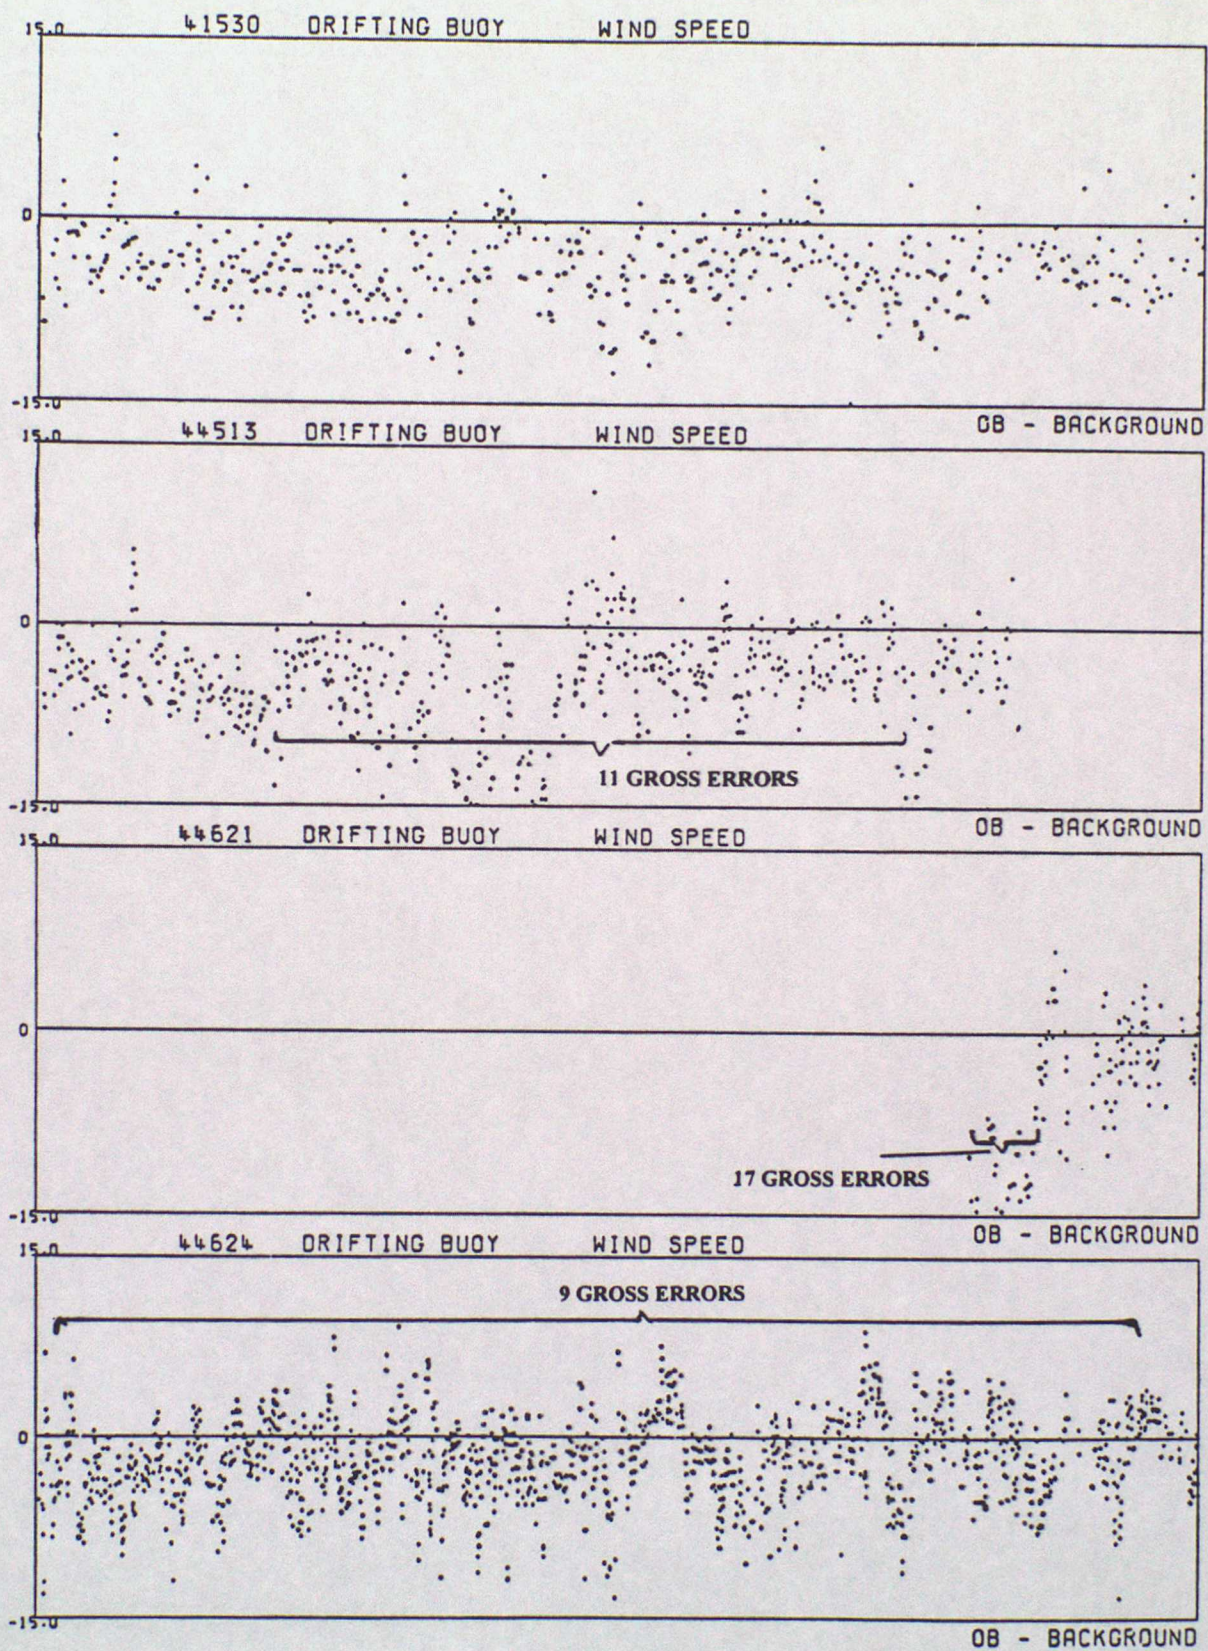 15.0 41530 DRIFTING BUOY WIND SPEED
0
-15.0
OB - BACKGROUND
15.0 44513 DRIFTING BUOY WIND SPEED
0
11 GROSS ERRORS
-15.0
OB - BACKGROUND
15.0 44621 DRIFTING BUOY WIND SPEED
0
17 GROSS ERRORS
-15.0
OB - BACKGROUND
15.0 44624 DRIFTING BUOY WIND SPEED
9 GROSS ERRORS
0
-15.0
OB - BACKGROUND